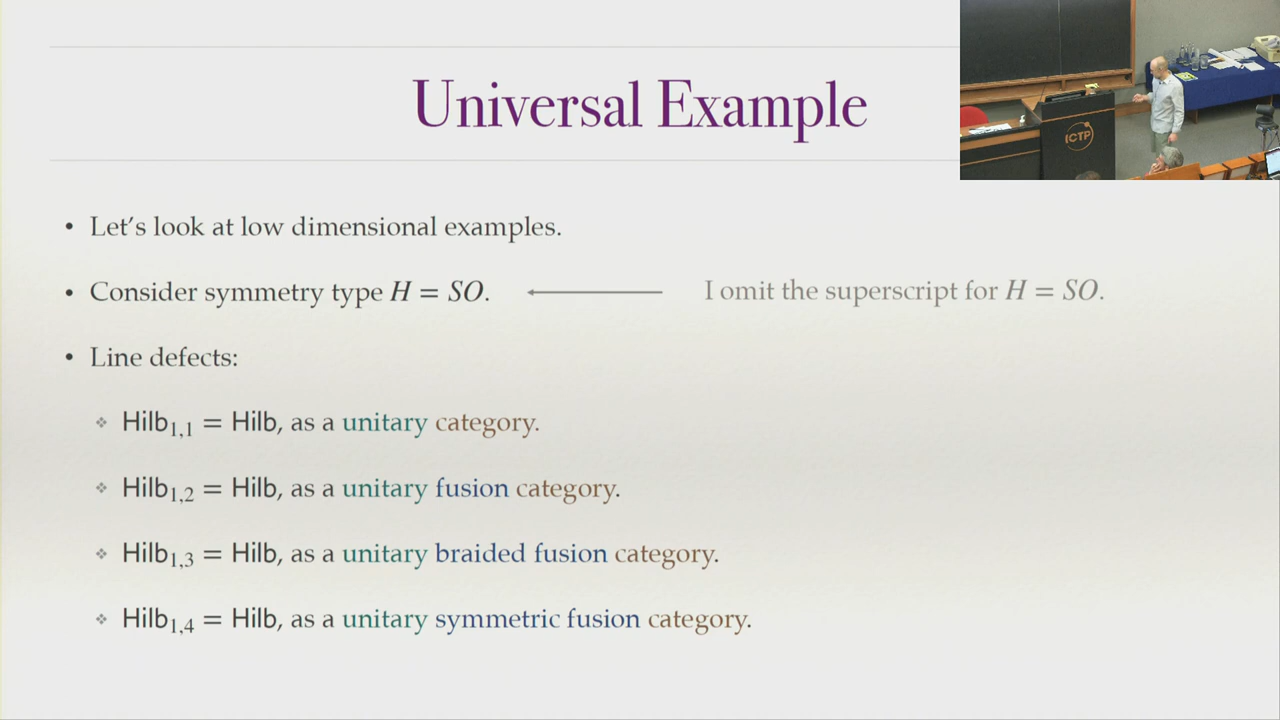 Universal Example
• Let's look at low dimensional examples.
• Consider symmetry type H = SO. ← I omit the superscript for H = SO.
• Line defects:
❖ Hilb₁,₁ = Hilb, as a unitary category.
❖ Hilb₁,₂ = Hilb, as a unitary fusion category.
❖ Hilb₁,₃ = Hilb, as a unitary braided fusion category.
❖ Hilb₁,₄ = Hilb, as a unitary symmetric fusion category.
ICTP